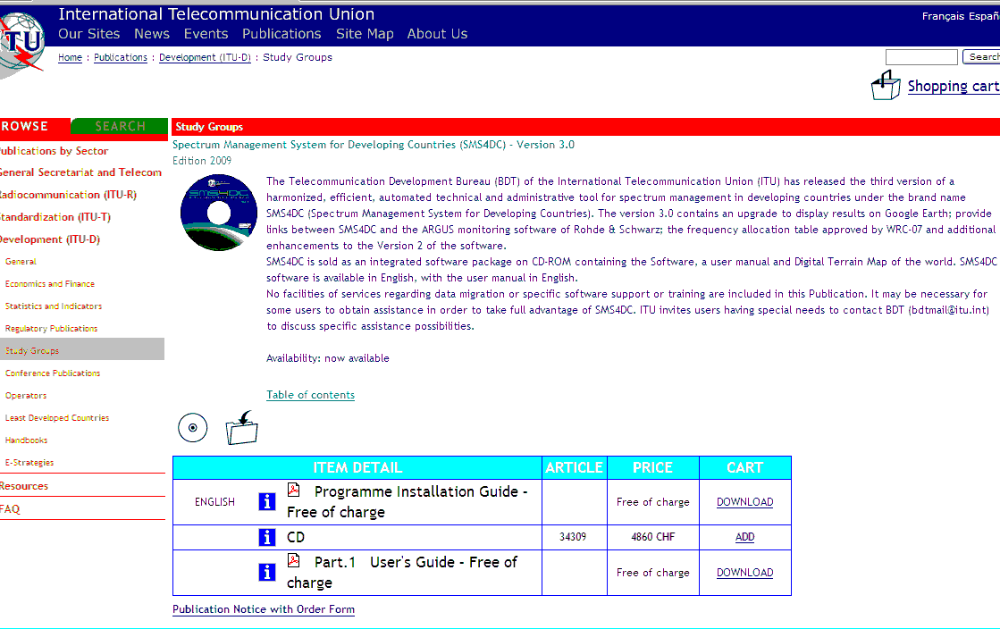 International Telecommunication Union
Français Españ
Our Sites News Events Publications Site Map About Us
ITU
Home : Publications : Development (ITU-D) : Study Groups
Search
Shopping cart
ROWSE SEARCH
Study Groups
ublications by Sector
General Secretariat and Telecom
Radiocommunication (ITU-R)
Standardization (ITU-T)
Development (ITU-D)
General
Economics and Finance
Statistics and Indicators
Regulatory Publications
Study Groups
Conference Publications
Operators
Least Developed Countries
Handbooks
E-Strategies
Resources
FAQ
Spectrum Management System for Developing Countries (SMS4DC) - Version 3.0
Edition 2009
SMS4DC
The Telecommunication Development Bureau (BDT) of the International Telecommunication Union (ITU) has released the third version of a
harmonized, efficient, automated technical and administrative tool for spectrum management in developing countries under the brand name
SMS4DC (Spectrum Management System for Developing Countries). The version 3.0 contains an upgrade to display results on Google Earth; provide
links between SMS4DC and the ARGUS monitoring software of Rohde & Schwarz; the frequency allocation table approved by WRC-07 and additional
enhancements to the Version 2 of the software.
SMS4DC is sold as an integrated software package on CD-ROM containing the Software, a user manual and Digital Terrain Map of the world. SMS4DC
software is available in English, with the user manual in English.
No facilities of services regarding data migration or specific software support or training are included in this Publication. It may be necessary for
some users to obtain assistance in order to take full advantage of SMS4DC. ITU invites users having special needs to contact BDT (bdtmail@itu.int)
to discuss specific assistance possibilities.
Availability: now available
Table of contents
ITEM DETAIL ARTICLE PRICE CART
ENGLISH i Programme Installation Guide -
Free of charge Free of charge DOWNLOAD
i CD 34309 4860 CHF ADD
i Part.1 User's Guide - Free of
charge Free of charge DOWNLOAD
Publication Notice with Order Form